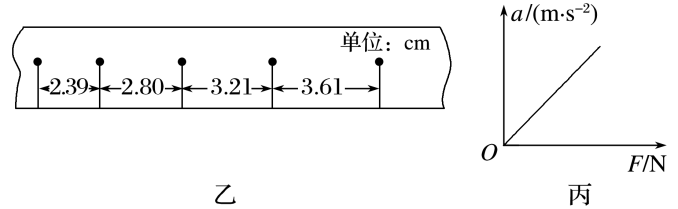 单位：cm
2.39 2.80 3.21 3.61
乙
a/(m·s⁻²)
O
F/N
丙